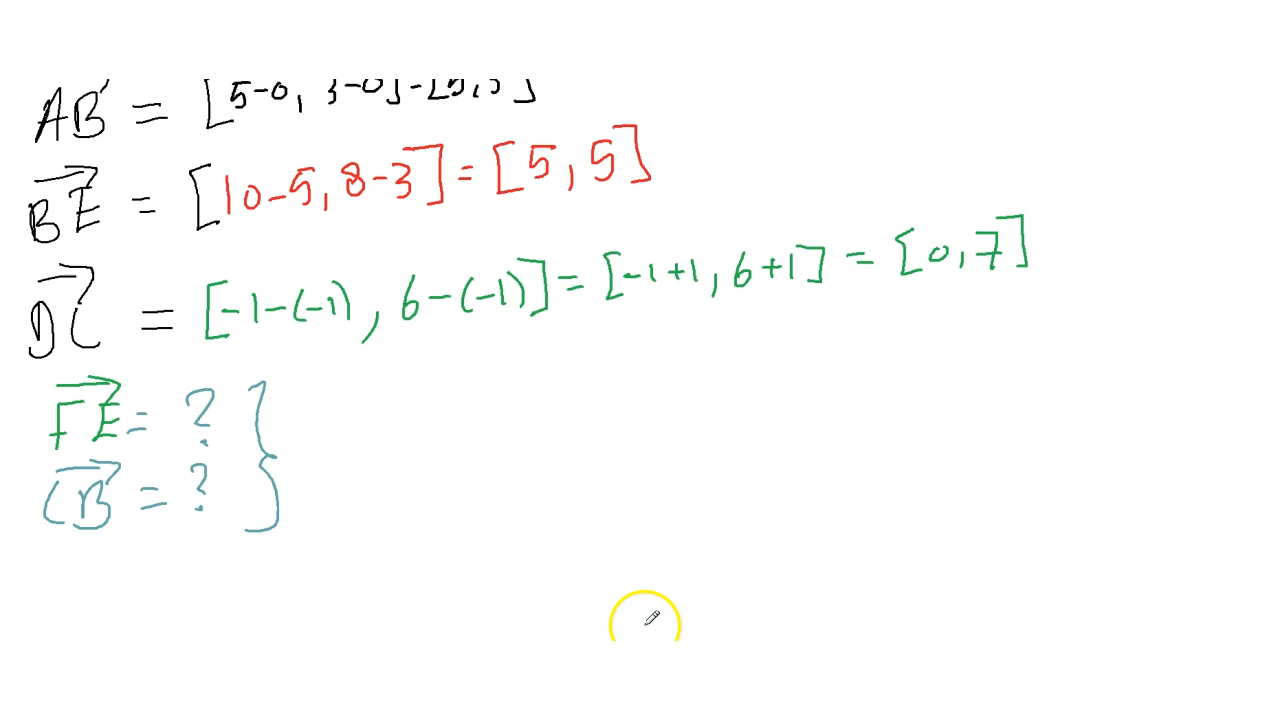 AB = [5-0, 3-0] = [5, 3]
BE = [10-5, 8-3] = [5, 5]
DC = [-1-(-1), 6-(-1)] = [-1+1, 6+1] = [0, 7]
FE = ? }
CB = ?